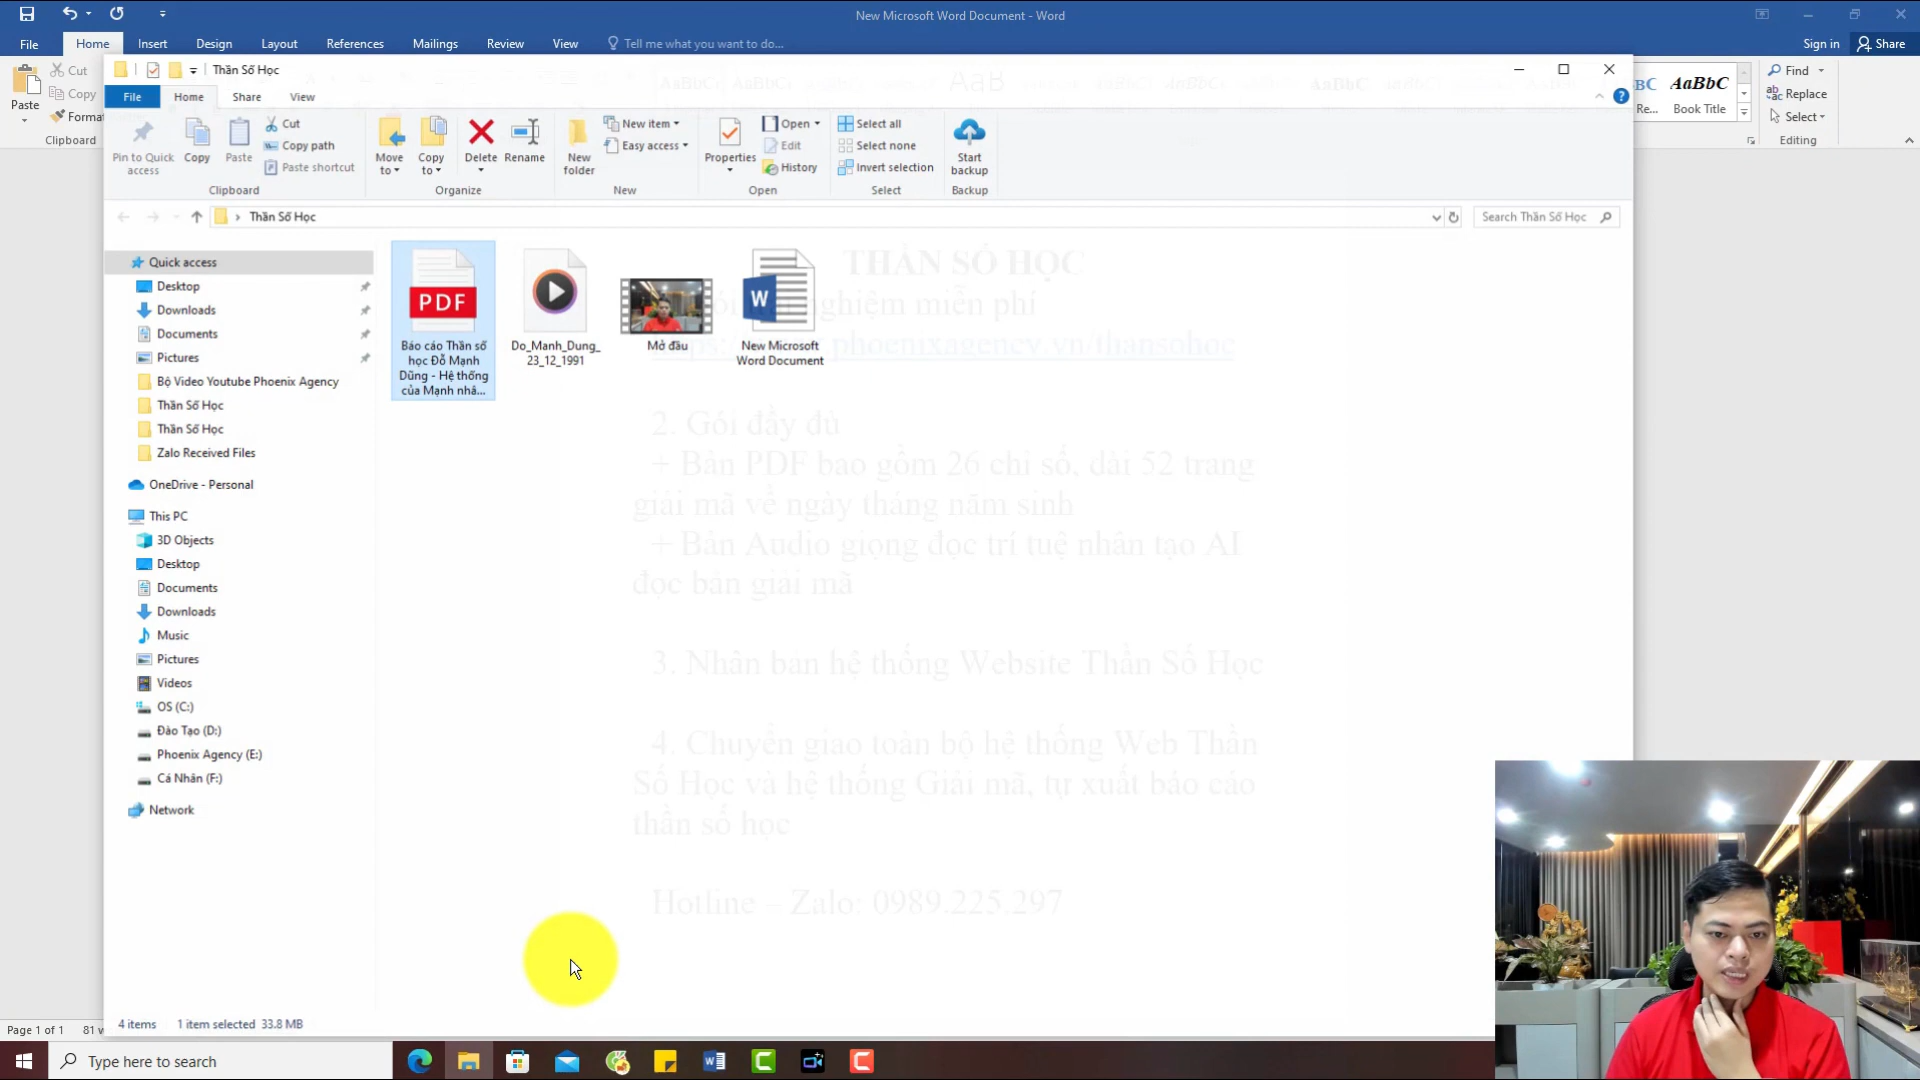 New Microsoft Word Document - Word
File Home Insert Design Layout References Mailings Review View Tell me what you want to do... Sign in Share
Thần Số Học
File Home Share View
Paste
Cut
Copy
Format
Clipboard
Pin to Quick access
Copy
Paste
Cut
Copy path
Paste shortcut
Clipboard
Move to
Copy to
Delete
Rename
Organize
New folder
New item
Easy access
New
Properties
Open
Edit
History
Open
Select all
Select none
Invert selection
Select
Start backup
Backup
AaBbC
Book Title
Find
Replace
Select
Editing
Thần Số Học
Search Thần Số Học
Quick access
Desktop
Downloads
Documents
Pictures
Bộ Video Youtube Phoenix Agency
Thần Số Học
Thần Số Học
Zalo Received Files
OneDrive - Personal
This PC
3D Objects
Desktop
Documents
Downloads
Music
Pictures
Videos
OS (C:)
Đào Tạo (D:)
Phoenix Agency (E:)
Cá Nhân (F:)
Network
PDF
Báo cáo Thần số
học Đỗ Mạnh
Dũng - Hệ thống
của Mạnh nhâ...
Do_Manh_Dung_
23_12_1991
Mở đầu
W
New Microsoft
Word Document
THẦN SỐ HỌC
nghiệm miễn phí
phoenixagency.vn/thansohoc
2. Gói đầy đủ
+ Bản PDF bao gồm 26 chỉ số, dài 52 trang
giải mã về ngày tháng năm sinh
+ Bản Audio giọng đọc trí tuệ nhân tạo AI
đọc bản giải mã
3. Nhân bản hệ thống Website Thần Số Học
4. Chuyển giao toàn bộ hệ thống Web Thần
Số Học và hệ thống Giải mã, tự xuất báo cáo
thần số học
Hotline – Zalo: 0989.225.297
4 items 1 item selected 33.8 MB
Page 1 of 1 81
Type here to search